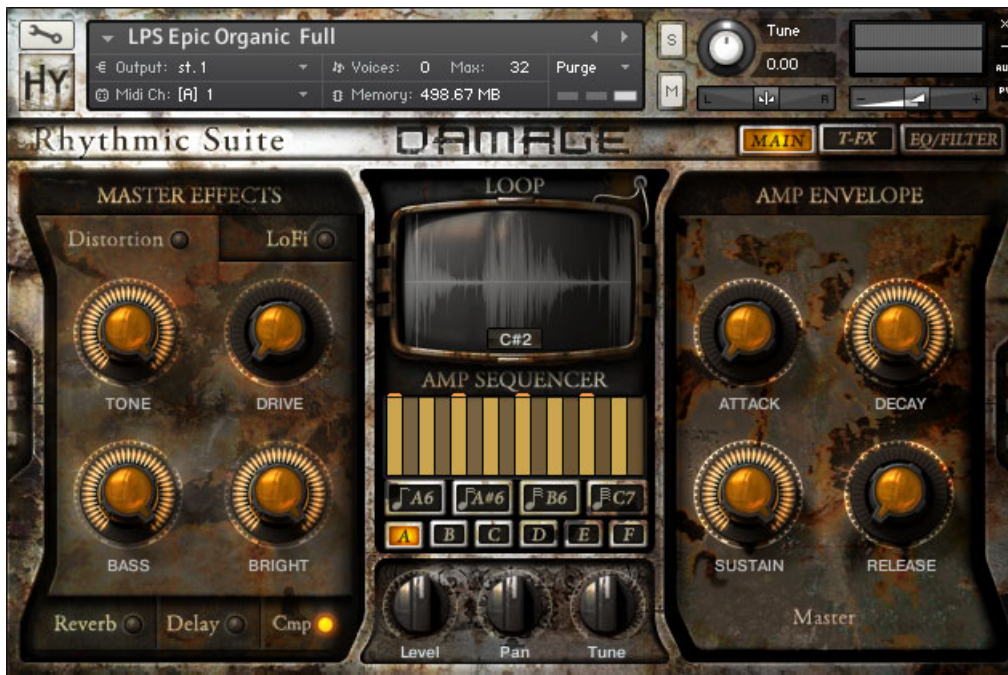 LPS Epic Organic Full
S
Tune
Output: st.1
Voices: 0 Max: 32
Purge
0.00
HY
Midi Ch: [A] 1
Memory: 498.67 MB
M
L R
- +
Rhythmic Suite
DAMAGE
MAIN
T-FX
EQ/FILTER
MASTER EFFECTS
Distortion
LoFi
TONE
DRIVE
BASS
BRIGHT
Reverb
Delay
Cmp
LOOP
C#2
AMP SEQUENCER
A6
A#6
B6
C7
A
B
C
D
E
F
Level
Pan
Tune
AMP ENVELOPE
ATTACK
DECAY
SUSTAIN
RELEASE
Master